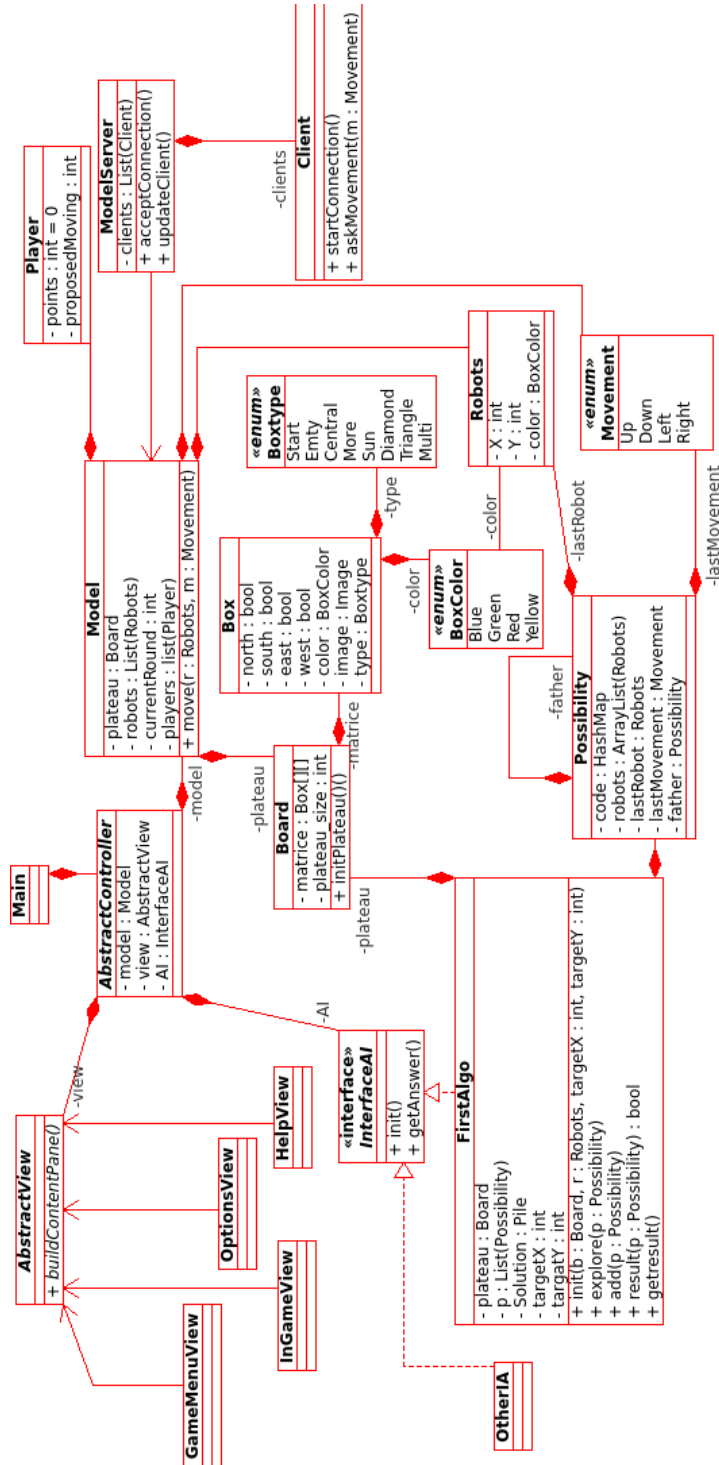 AbstractView
+ buildContentPane()
GameMenuView
InGameView
OptionsView
HelpView
-view
Main
AbstractController
- model : Model
- view : AbstractView
- AI : InterfaceAI
-model
-AI
«interface»
InterfaceAI
+ init()
+ getAnswer()
OtherIA
FirstAlgo
- plateau : Board
- p : List(Possibility)
- Solution : Pile
- targetX : int
- targatY : int
+ init(b : Board, r : Robots, targetX : int, targetY : int)
+ explore(p : Possibility)
+ add(p : Possibility)
+ result(p : Possibility) : bool
+ getresult()
-plateau
Model
- plateau : Board
- robots : List(Robots)
- currentRound : int
- players : list(Player)
+ move(r : Robots, m : Movement)
-plateau
Board
- matrice : Box[][]
- plateau_size : int
+ initPlateau()()
-matrice
Box
- north : bool
- south : bool
- east : bool
- west : bool
- color : BoxColor
- image : Image
- type : Boxtype
-type
«enum»
Boxtype
Start
Emty
Central
More
Sun
Diamond
Triangle
Multi
-color
«enum»
BoxColor
Blue
Green
Red
Yellow
-color
Robots
- X : int
- Y : int
- color : BoxColor
-lastRobot
-father
Possibility
- code : HashMap
- robots : ArrayList(Robots)
- lastRobot : Robots
- lastMovement : Movement
- father : Possibility
-lastMovement
«enum»
Movement
Up
Down
Left
Right
Player
- points : int = 0
- proposedMoving : int
ModelServer
- clients : List(Client)
+ acceptConnection()
+ updateClient()
-clients
Client
+ startConnection()
+ askMovement(m : Movement)